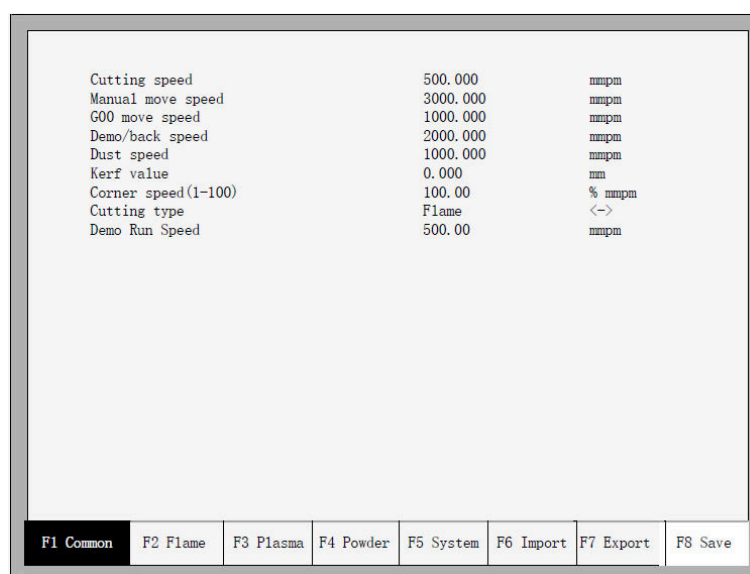 Cutting speed 500.000 mmpm
Manual move speed 3000.000 mmpm
G00 move speed 1000.000 mmpm
Demo/back speed 2000.000 mmpm
Dust speed 1000.000 mmpm
Kerf value 0.000 mm
Corner speed(1-100) 100.00 % mmpm
Cutting type Flame <->
Demo Run Speed 500.00 mmpm
F1 Common F2 Flame F3 Plasma F4 Powder F5 System F6 Import F7 Export F8 Save